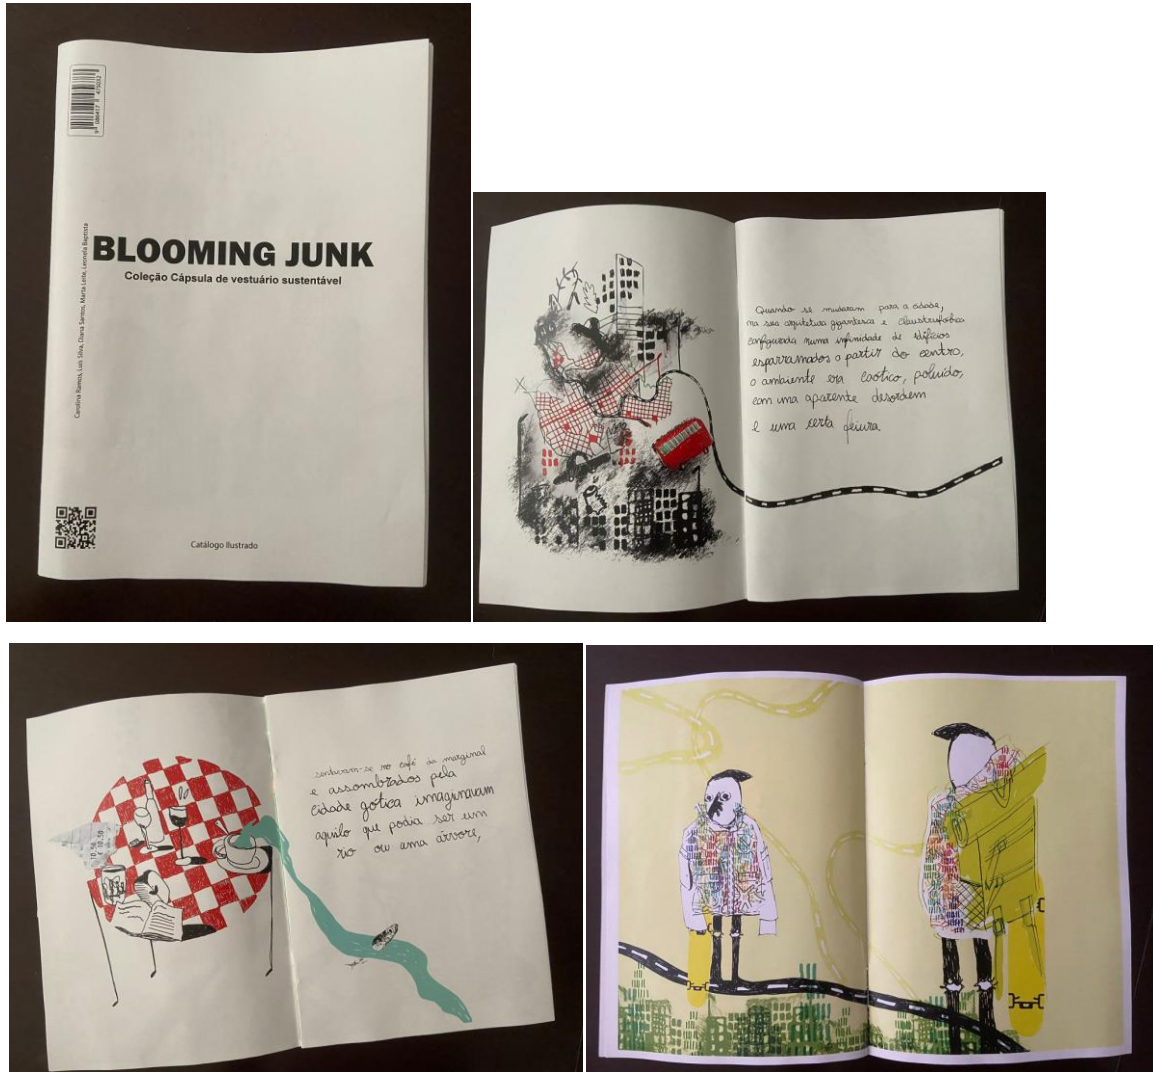 BLOOMING JUNK
Coleção Cápsula de vestuário sustentável
Carolina Ramos, Luis Silva, Diana Santos, Marta Leite, Leonela Baptista
Catálogo Ilustrado
Quando se mudaram para a cidade,
na sua arquitetura gigantesca e claustrofóbica
configurada numa infinidade de edifícios
esparramados a partir do centro,
o ambiente era caótico, poluído,
com uma aparente desordem
e uma certa feiura
sentaram-se no café da marginal
e assombrados pela
cidade gótica imaginavam
aquilo que podia ser um
rio ou uma árvore,